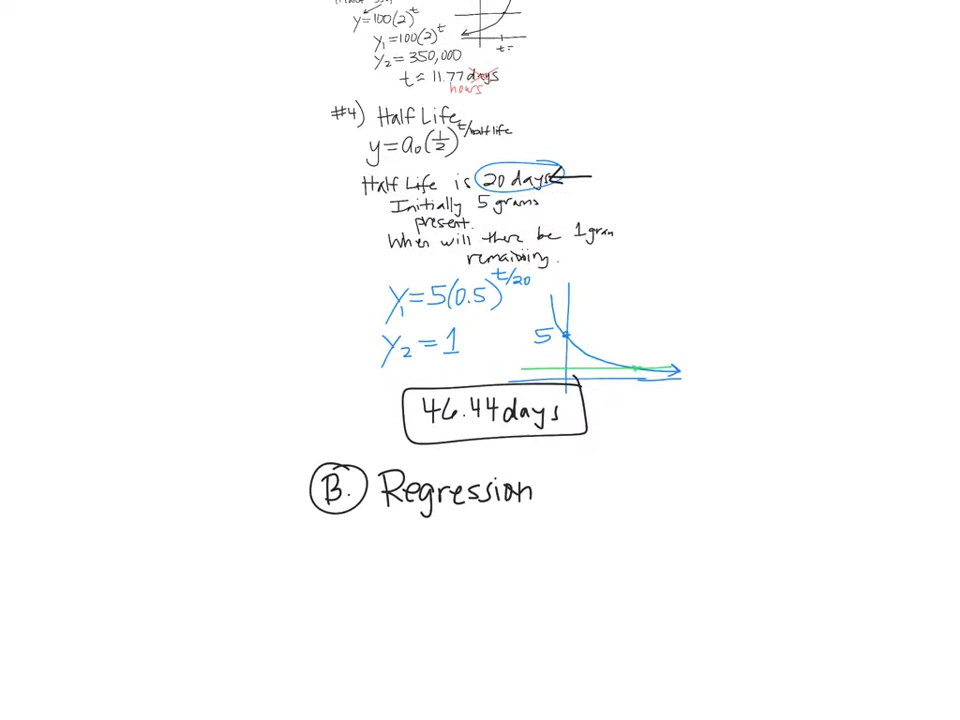 y=100(2)^t
y₁=100(2)^t
y₂=350,000
t=
t≈11.77 days
hours
#4) Half Life
y=a₀(1/2)^t/half life
Half Life is 20 days
Initially 5 grams
present.
When will there be 1 gram
remaining.
y₁=5(0.5)^t/20
5
y₂=1
46.44 days
B. Regression